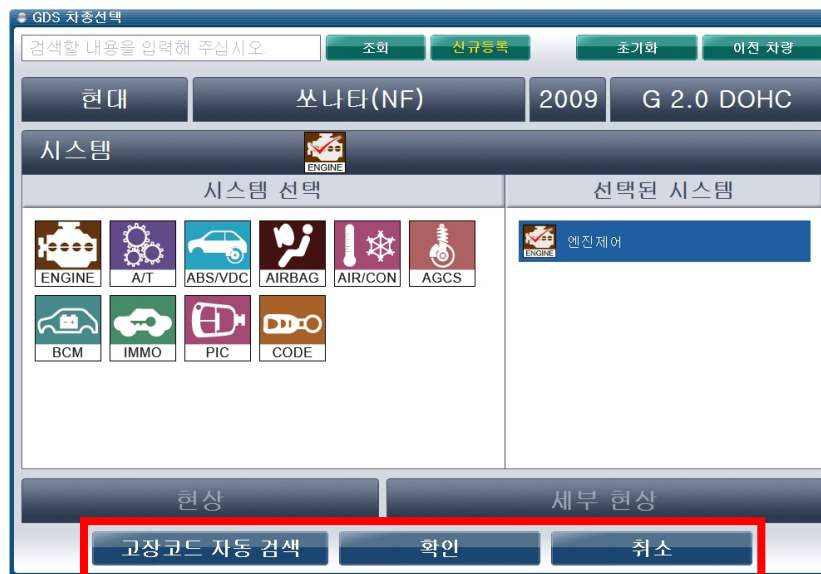 GDS 차종선택
검색할 내용을 입력해 주십시오. 조회 신규등록 초기화 이전 차량
현대 쏘나타(NF) 2009 G 2.0 DOHC
시스템 ENGINE
시스템 선택 선택된 시스템
ENGINE A/T ABS/VDC AIRBAG AIR/CON AGCS
ENGINE 엔진제어
BCM IMMO PIC CODE
현상 세부 현상
고장코드 자동 검색 확인 취소